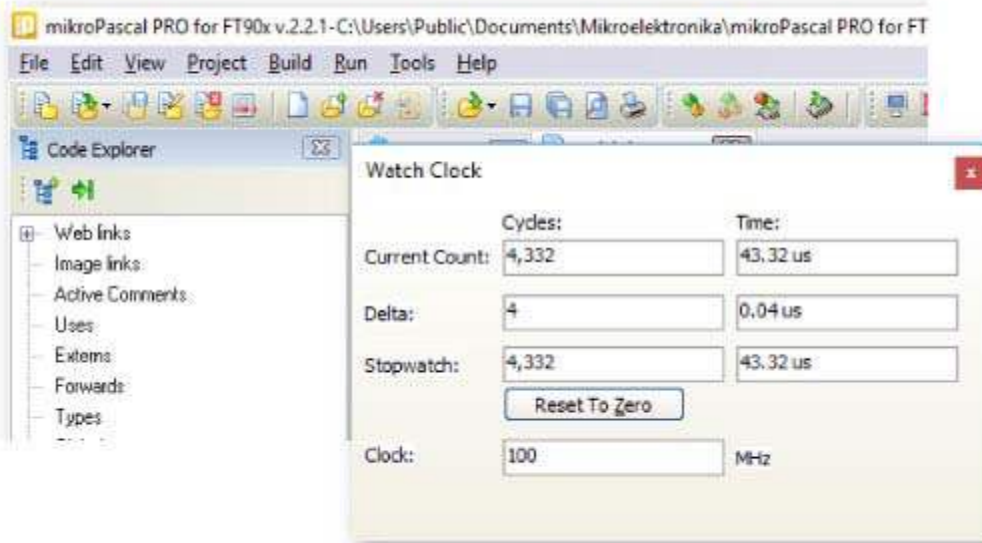 mikroPascal PRO for FT90x v.2.2.1-C:\Users\Public\Documents\Mikroelektronika\mikroPascal PRO for FT
File Edit View Project Build Run Tools Help
Code Explorer
Web links
Image links
Active Comments
Uses
Externs
Forwards
Types
Watch Clock
Cycles: Time:
Current Count: 4,332 43.32 us
Delta: 4 0.04 us
Stopwatch: 4,332 43.32 us
Reset To Zero
Clock: 100 MHz